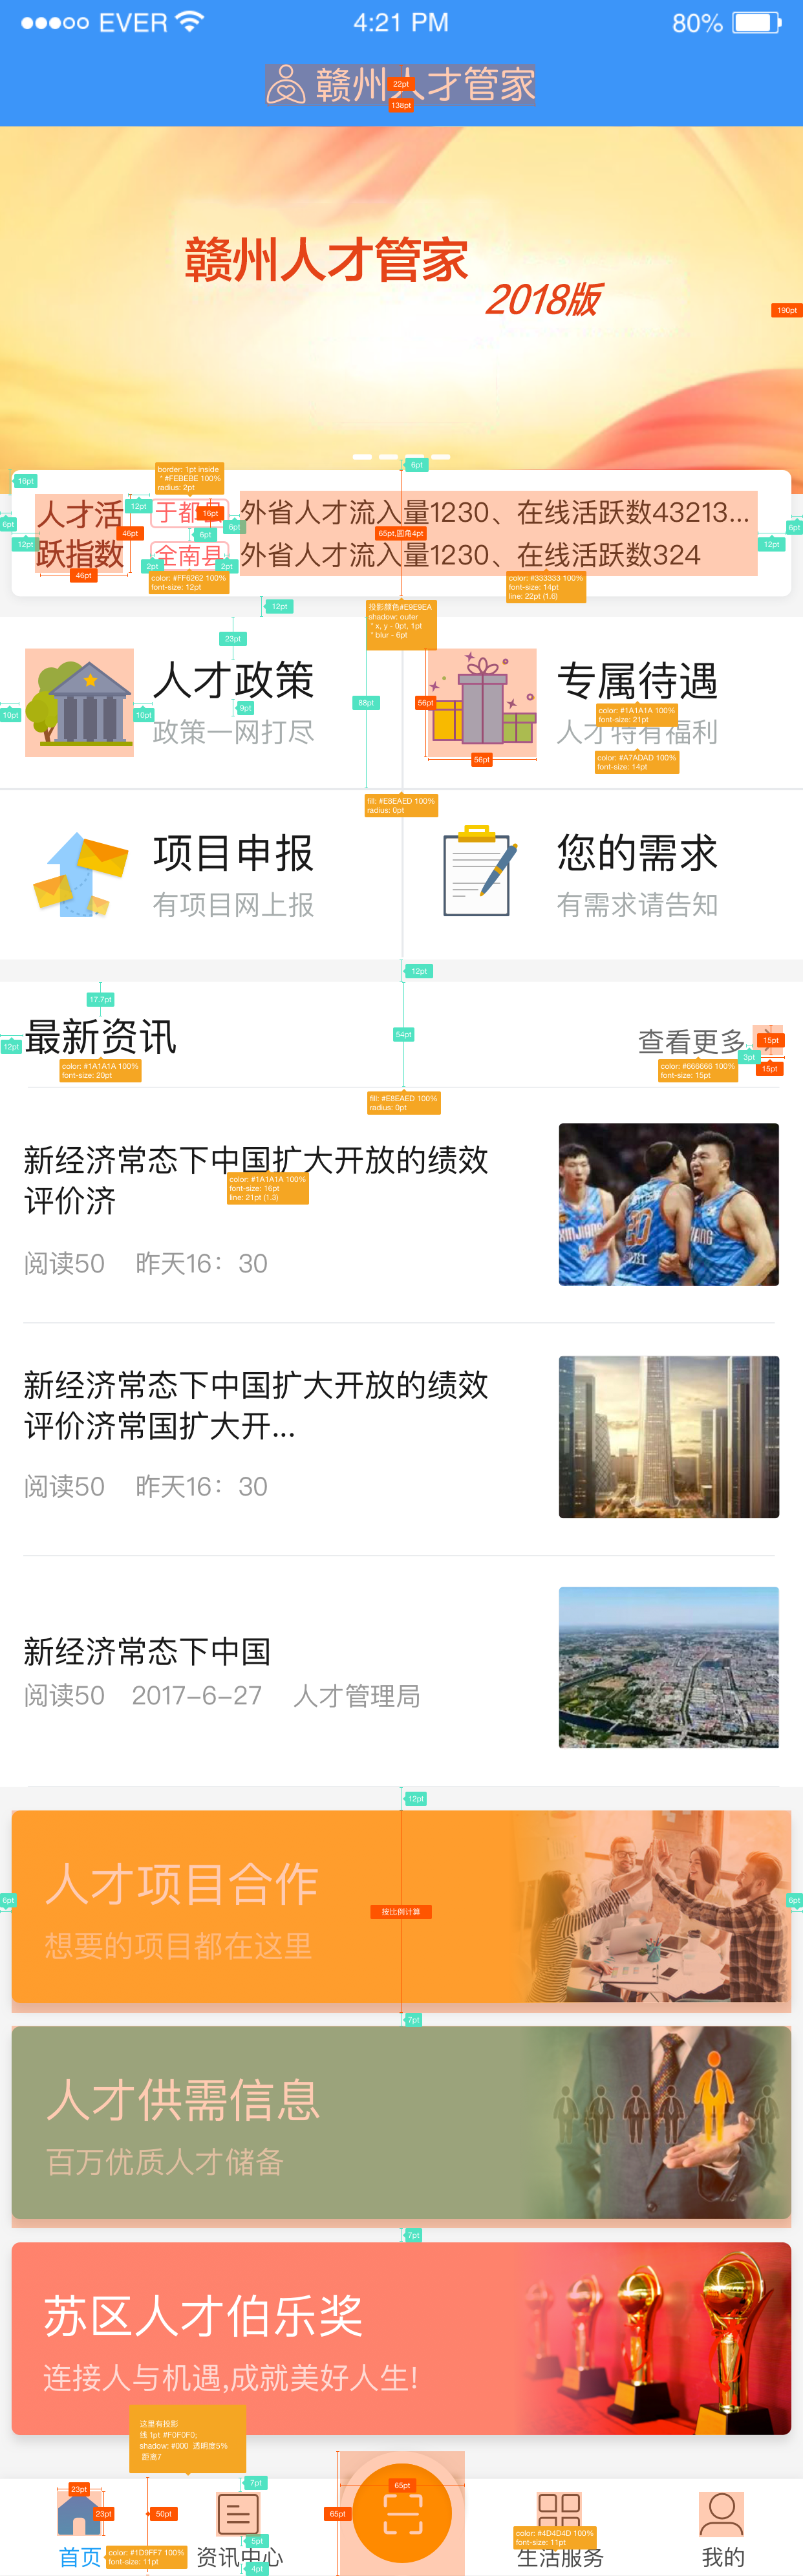 EVER
4:21 PM
80%
赣州人才管家
22pt
138pt
赣州人才管家
2018版
190pt
6pt
16pt
border: 1pt inside
* #FEBEBE 100%
radius: 2pt
人才活
跃指数
于都县
全南县
外省人才流入量1230、在线活跃数43213...
外省人才流入量1230、在线活跃数324
12pt
16pt
6pt
46pt
6pt
65pt,圆角4pt
6pt
6pt
12pt
12pt
46pt
2pt
2pt
color: #FF6262 100%
font-size: 12pt
color: #333333 100%
font-size: 14pt
line: 22pt (1.6)
12pt
投影颜色#E9E9EA
shadow: outer
* x, y - 0pt, 1pt
* blur - 6pt
23pt
人才政策
政策一网打尽
10pt
10pt
9pt
88pt
56pt
56pt
专属待遇
color: #1A1A1A 100%
font-size: 21pt
人才特有福利
color: #A7ADAD 100%
font-size: 14pt
fill: #E8EAED 100%
radius: 0pt
项目申报
有项目网上报
您的需求
有需求请告知
12pt
17.7pt
12pt
最新资讯
54pt
查看更多
15pt
3pt
15pt
color: #1A1A1A 100%
font-size: 20pt
color: #666666 100%
font-size: 15pt
fill: #E8EAED 100%
radius: 0pt
新经济常态下中国扩大开放的绩效
评价济
color: #1A1A1A 100%
font-size: 16pt
line: 21pt (1.3)
阅读50 昨天16：30
新经济常态下中国扩大开放的绩效
评价济常国扩大开...
阅读50 昨天16：30
新经济常态下中国
阅读50 2017-6-27 人才管理局
12pt
人才项目合作
想要的项目都在这里
6pt
按比例计算
6pt
7pt
人才供需信息
百万优质人才储备
7pt
苏区人才伯乐奖
连接人与机遇,成就美好人生!
这里有投影
线 1pt #F0F0F0;
shadow: #000 透明度5%
距离7
23pt
23pt
50pt
7pt
65pt
65pt
5pt
4pt
首页
color: #1D9FF7 100%
font-size: 11pt
资讯中心
color: #4D4D4D 100%
font-size: 11pt
生活服务
我的